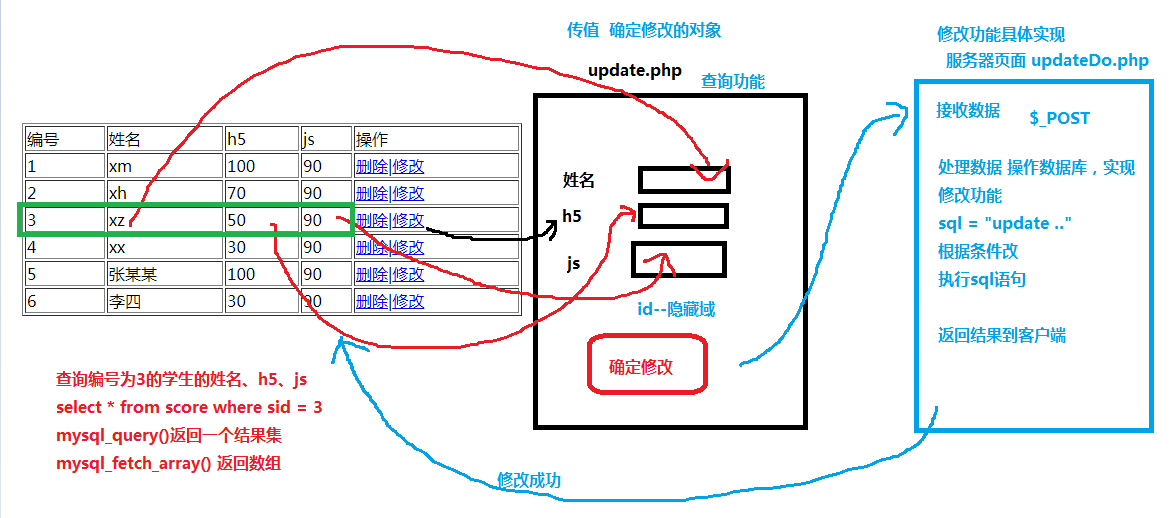 传值 确定修改的对象
update.php
查询功能
修改功能具体实现
服务器页面 updateDo.php
编号 姓名 h5 js 操作
1 xm 100 90 删除|修改
2 xh 70 90 删除|修改
3 xz 50 90 删除|修改
4 xx 30 90 删除|修改
5 张某某 100 90 删除|修改
6 李四 30 90 删除|修改
查询编号为3的学生的姓名、h5、js
select * from score where sid = 3
mysql_query()返回一个结果集
mysql_fetch_array() 返回数组
姓名
h5
js
id--隐藏域
确定修改
接收数据 $_POST
处理数据 操作数据库，实现
修改功能
sql = "update .."
根据条件改
执行sql语句
返回结果到客户端
修改成功